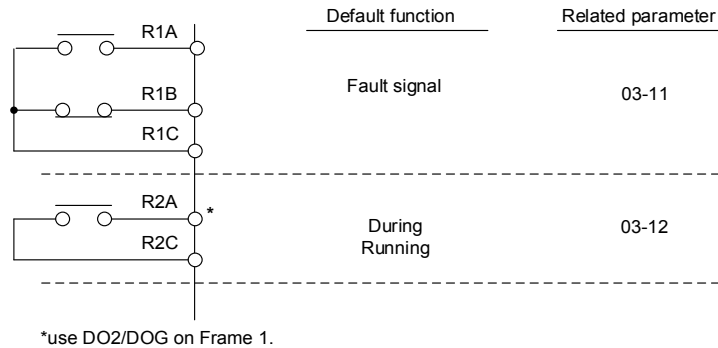 Default function Related parameter
R1A
R1B
Fault signal 03-11
R1C
R2A
*
During
Running
03-12
R2C
*use DO2/DOG on Frame 1.